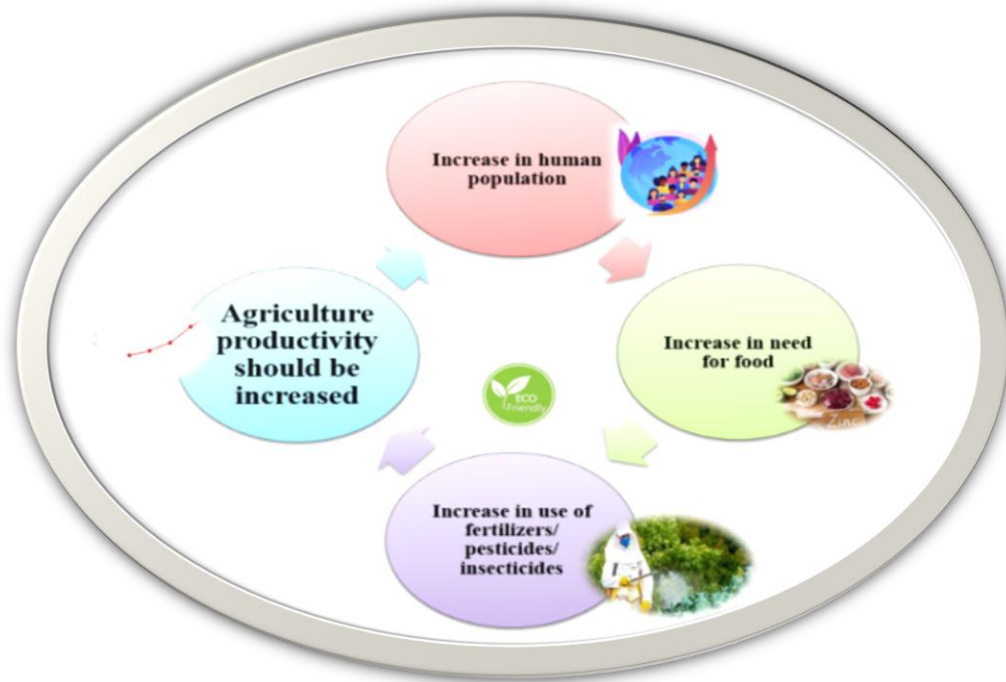 Increase in human
population
Increase in need
for food
Increase in use of
fertilizers/
pesticides/
insecticides
Agriculture
productivity
should be
increased
ECO
Friendly
Zinc